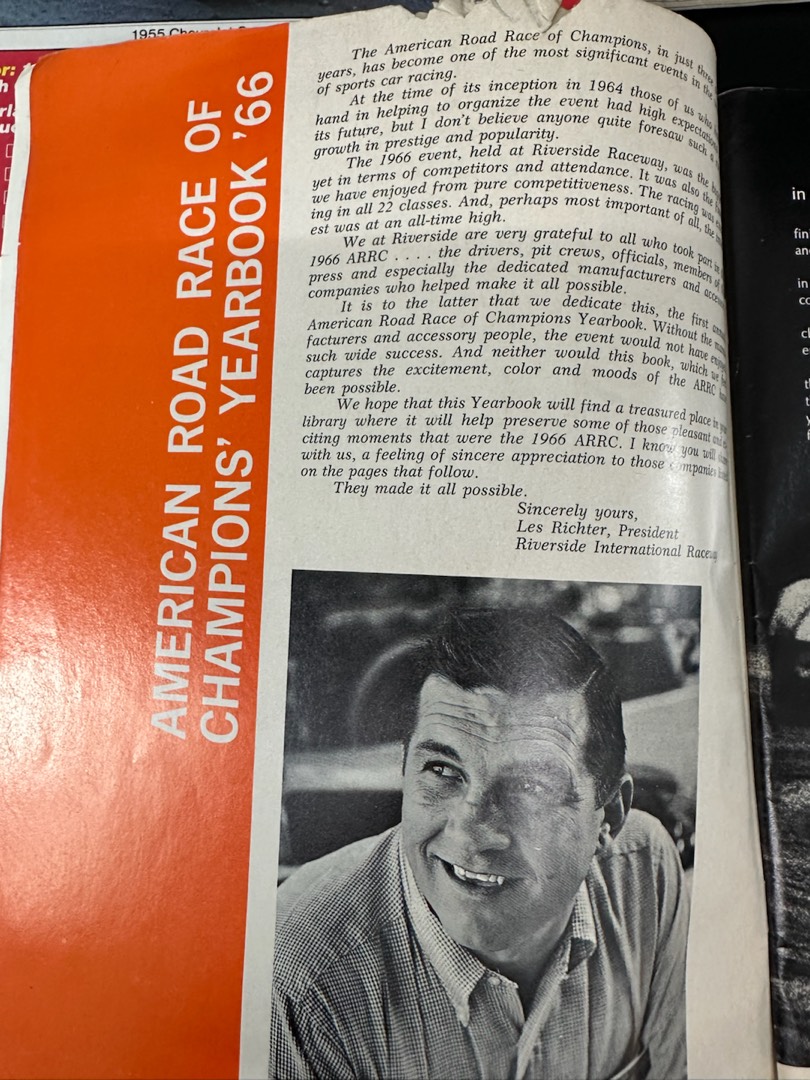 1955
AMERICAN ROAD RACE OF
CHAMPIONS' YEARBOOK '66
The American Road Race of Champions, in just three
years, has become one of the most significant events in the
of sports car racing.
At the time of its inception in 1964 those of us who
hand in helping to organize the event had high expectations
its future, but I don't believe anyone quite foresaw such a
growth in prestige and popularity.
The 1966 event, held at Riverside Raceway, was the
yet in terms of competitors and attendance. It was also the
we have enjoyed from pure competitiveness. The racing was
ing in all 22 classes. And, perhaps most important of all, the
est was at an all-time high.
We at Riverside are very grateful to all who took part
1966 ARRC . . . . the drivers, pit crews, officials, members of
press and especially the dedicated manufacturers and
companies who helped make it all possible.
It is to the latter that we dedicate this, the first
American Road Race of Champions Yearbook. Without the
facturers and accessory people, the event would not have
such wide success. And neither would this book, which we
captures the excitement, color and moods of the ARRC
been possible.
We hope that this Yearbook will find a treasured place in
library where it will help preserve some of those pleasant
citing moments that were the 1966 ARRC. I know you will
with us, a feeling of sincere appreciation to those companies
on the pages that follow.
They made it all possible.
Sincerely yours,
Les Richter, President
Riverside International
in